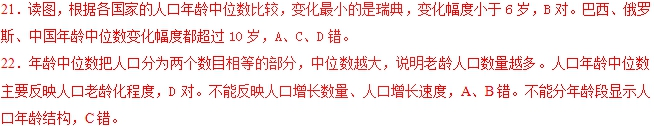 21．读图，根据各国家的人口年龄中位数比较，变化最小的是瑞典，变化幅度小于 6 岁，B 对。巴西、俄罗
斯、中国年龄中位数变化幅度都超过 10 岁，A、C、D 错。
22．年龄中位数把人口分为两个数目相等的部分，中位数越大，说明老龄人口数量越多。人口年龄中位数
主要反映人口老龄化程度，D 对。不能反映人口增长数量、人口增长速度，A、B 错。不能分年龄段显示人
口年龄结构，C 错。